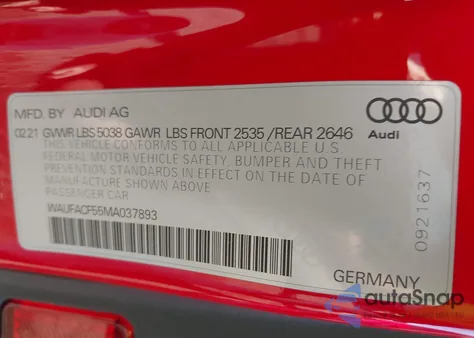 MFD. BY AUDI AG
02.21 GVWR LBS 5038 GAWR LBS FRONT 2535 /REAR 2646
THIS VEHICLE CONFORMS TO ALL APPLICABLE U.S.
FEDERAL MOTOR VEHICLE SAFETY, BUMPER AND THEFT
PREVENTION STANDARDS IN EFFECT ON THE DATE OF
MANUFACTURE SHOWN ABOVE.
PASSENGER CAR
WAUFACF55MA037893
Audi
0921637
GERMANY
autoSnap